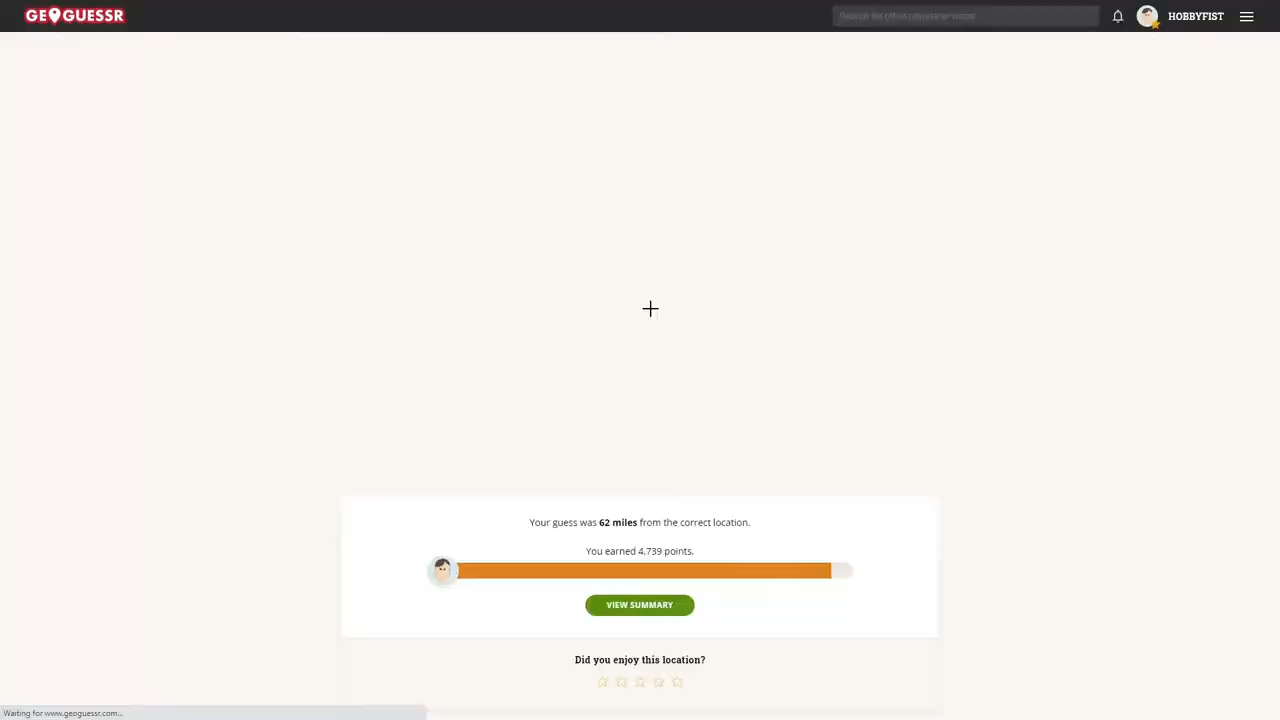 GEOGUESSR
HOBBYFIST
Your guess was 62 miles from the correct location.
You earned 4,739 points.
VIEW SUMMARY
Did you enjoy this location?
Waiting for www.geoguessr.com...